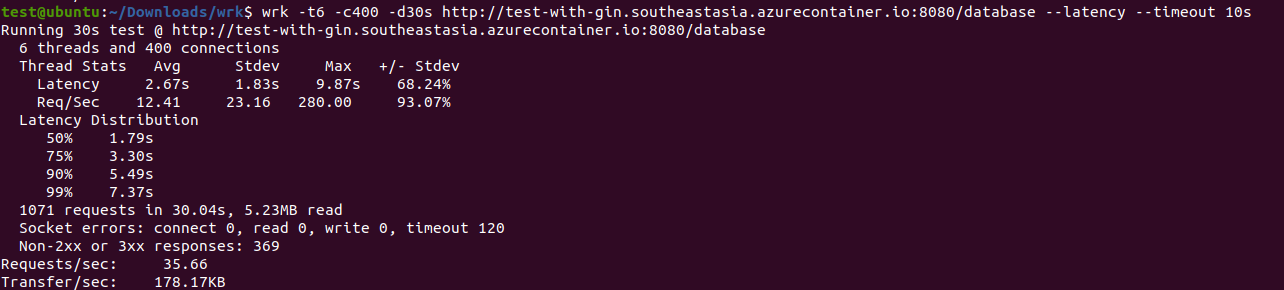 test@ubuntu:~/Downloads/wrk$ wrk -t6 -c400 -d30s http://test-with-gin.southeastasia.azurecontainer.io:8080/database --latency --timeout 10s
Running 30s test @ http://test-with-gin.southeastasia.azurecontainer.io:8080/database
  6 threads and 400 connections
  Thread Stats   Avg      Stdev     Max   +/- Stdev
    Latency     2.67s     1.83s    9.87s    68.24%
    Req/Sec    12.41     23.16   280.00     93.07%
  Latency Distribution
     50%    1.79s
     75%    3.30s
     90%    5.49s
     99%    7.37s
  1071 requests in 30.04s, 5.23MB read
  Socket errors: connect 0, read 0, write 0, timeout 120
  Non-2xx or 3xx responses: 369
Requests/sec:     35.66
Transfer/sec:    178.17KB